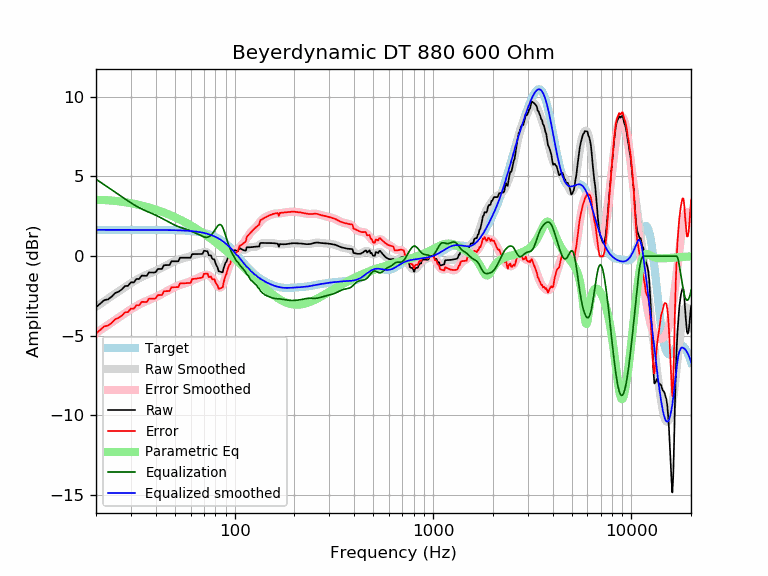 Beyerdynamic DT 880 600 Ohm
Amplitude (dBr)
10
5
0
−5
−10
−15
Target
Raw Smoothed
Error Smoothed
Raw
Error
Parametric Eq
Equalization
Equalized smoothed
100 1000 10000
Frequency (Hz)